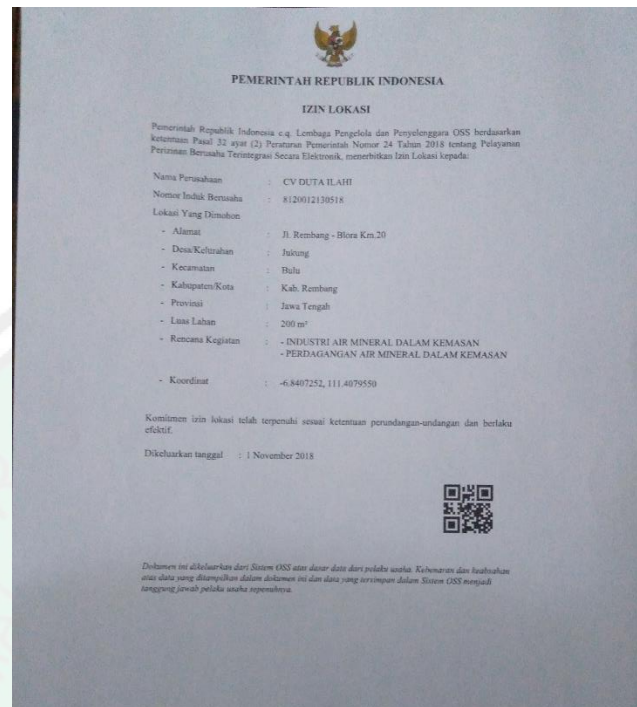 PEMERINTAH REPUBLIK INDONESIA
IZIN LOKASI
Pemerintah Republik Indonesia c.q. Lembaga Pengelola dan Penyelenggara OSS berdasarkan
ketentuan Pasal 32 ayat (2) Peraturan Pemerintah Nomor 24 Tahun 2018 tentang Pelayanan
Perizinan Berusaha Terintegrasi Secara Elektronik, menerbitkan Izin Lokasi kepada:
Nama Perusahaan : CV DUTA ILAHI
Nomor Induk Berusaha : 8120012130518
Lokasi Yang Dimohon
- Alamat : Jl. Rembang - Blora Km.20
- Desa/Kelurahan : Jukung
- Kecamatan : Bulu
- Kabupaten/Kota : Kab. Rembang
- Provinsi : Jawa Tengah
- Luas Lahan : 200 m²
- Rencana Kegiatan : - INDUSTRI AIR MINERAL DALAM KEMASAN
- PERDAGANGAN AIR MINERAL DALAM KEMASAN
- Koordinat : -6.8407252, 111.4079550
Komitmen izin lokasi telah terpenuhi sesuai ketentuan perundangan-undangan dan berlaku
efektif.
Dikeluarkan tanggal : 1 November 2018
Dokumen ini dikeluarkan dari Sistem OSS atas dasar data dari pelaku usaha. Kebenaran dan keabsahan
atas data yang ditampilkan dalam dokumen ini dan data yang tersimpan dalam Sistem OSS menjadi
tanggung jawab pelaku usaha sepenuhnya.